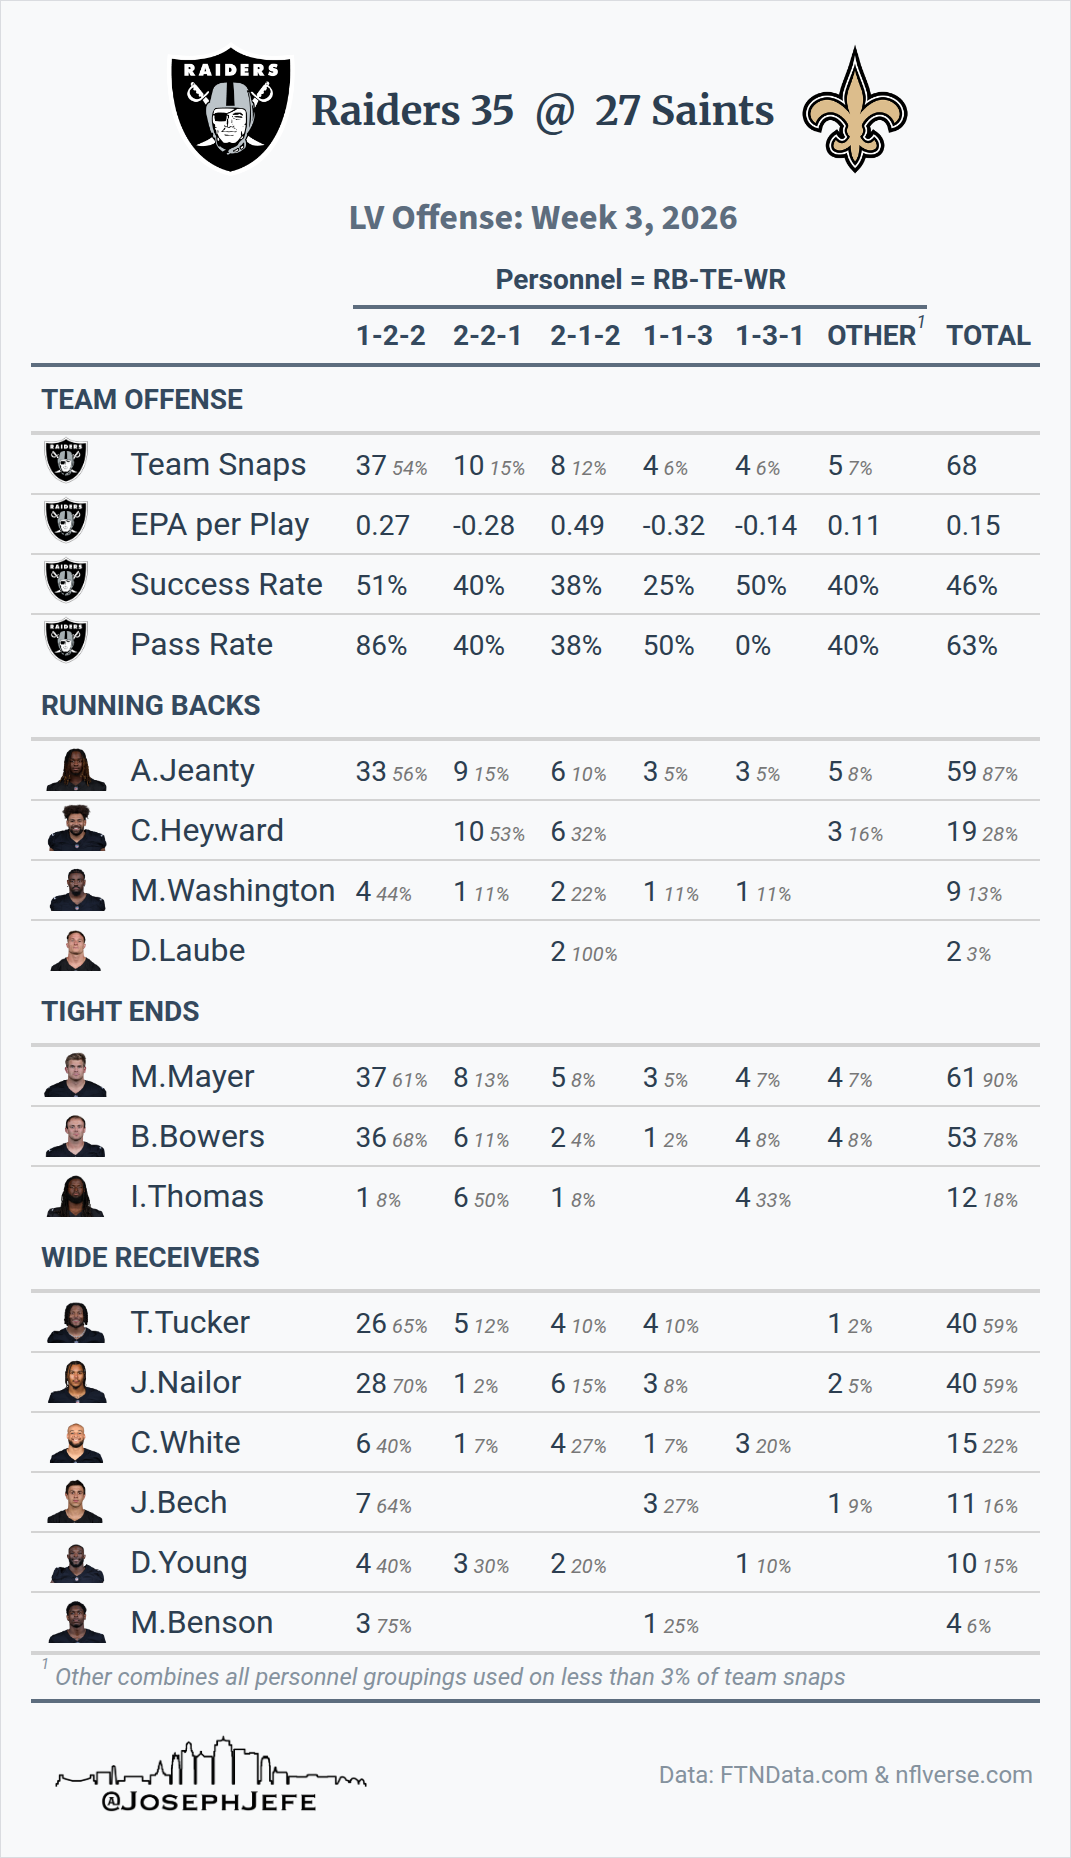 RAIDERS
Raiders 35 @ 27 Saints
LV Offense: Week 3, 2026
Personnel = RB-TE-WR
1-2-2 2-2-1 2-1-2 1-1-3 1-3-1 OTHER1 TOTAL
TEAM OFFENSE
RAIDERS Team Snaps 37 54% 10 15% 8 12% 4 6% 4 6% 5 7% 68
RAIDERS EPA per Play 0.27 -0.28 0.49 -0.32 -0.14 0.11 0.15
RAIDERS Success Rate 51% 40% 38% 25% 50% 40% 46%
RAIDERS Pass Rate 86% 40% 38% 50% 0% 40% 63%
RUNNING BACKS
A.Jeanty 33 56% 9 15% 6 10% 3 5% 3 5% 5 8% 59 87%
C.Heyward 10 53% 6 32% 3 16% 19 28%
M.Washington 4 44% 1 11% 2 22% 1 11% 1 11% 9 13%
D.Laube 2 100% 2 3%
TIGHT ENDS
M.Mayer 37 61% 8 13% 5 8% 3 5% 4 7% 4 7% 61 90%
B.Bowers 36 68% 6 11% 2 4% 1 2% 4 8% 4 8% 53 78%
I.Thomas 1 8% 6 50% 1 8% 4 33% 12 18%
WIDE RECEIVERS
T.Tucker 26 65% 5 12% 4 10% 4 10% 1 2% 40 59%
J.Nailor 28 70% 1 2% 6 15% 3 8% 2 5% 40 59%
C.White 6 40% 1 7% 4 27% 1 7% 3 20% 15 22%
J.Bech 7 64% 3 27% 1 9% 11 16%
D.Young 4 40% 3 30% 2 20% 1 10% 10 15%
M.Benson 3 75% 1 25% 4 6%
1 Other combines all personnel groupings used on less than 3% of team snaps
@JosephJefe
Data: FTNData.com & nflverse.com